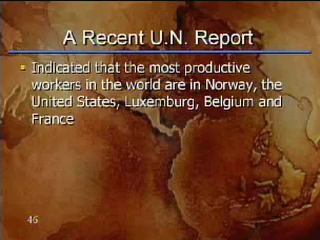 A Recent U.N. Report
Indicated that the most productive
workers in the world are in Norway, the
United States, Luxemburg, Belgium and
France
46